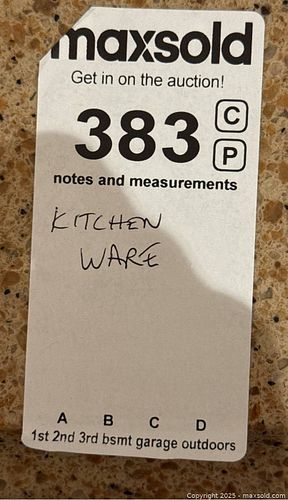 maxsold
Get in on the auction!
383
C
P
notes and measurements
KITCHEN
WARE
A B C D
1st 2nd 3rd bsmt garage outdoors
Copyright 2025 - maxsold.com